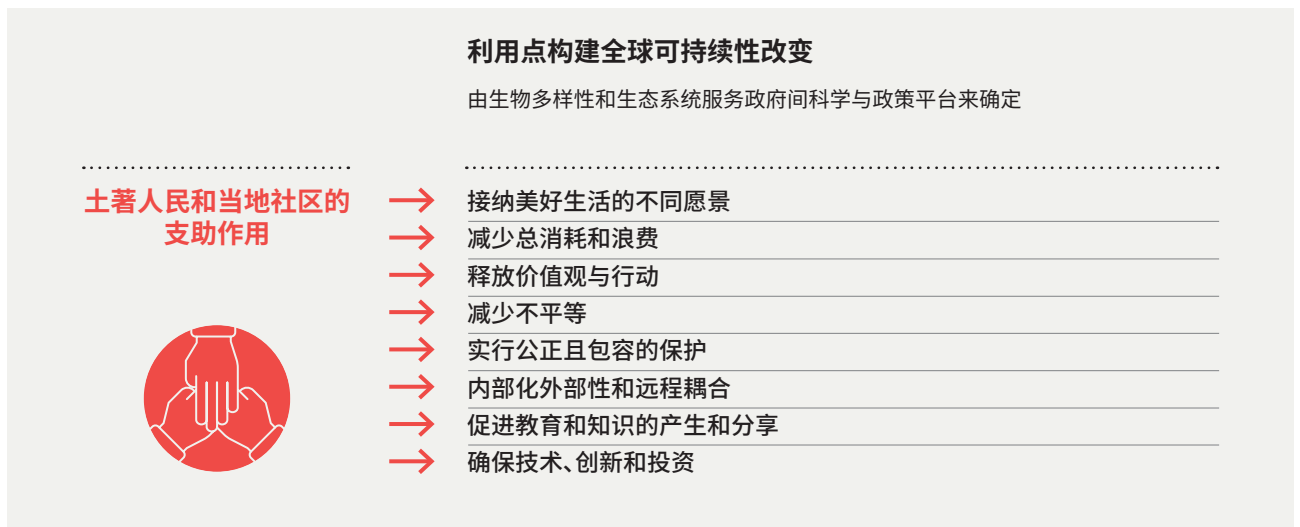 利用点构建全球可持续性改变
由生物多样性和生态系统服务政府间科学与政策平台来确定
土著人民和当地社区的
支助作用
接纳美好生活的不同愿景
减少总消耗和浪费
释放价值观与行动
减少不平等
实行公正且包容的保护
内部化外部性和远程耦合
促进教育和知识的产生和分享
确保技术、创新和投资